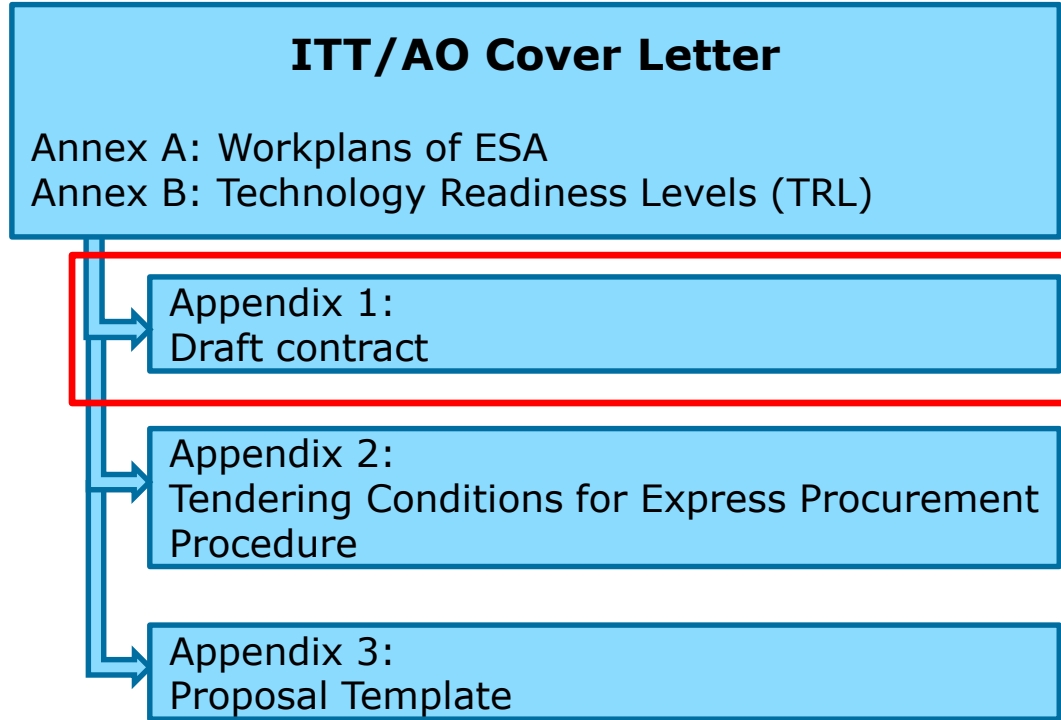 ITT/AO Cover Letter
Annex A: Workplans of ESA
Annex B: Technology Readiness Levels (TRL)
Appendix 1:
Draft contract
Appendix 2:
Tendering Conditions for Express Procurement
Procedure
Appendix 3:
Proposal Template